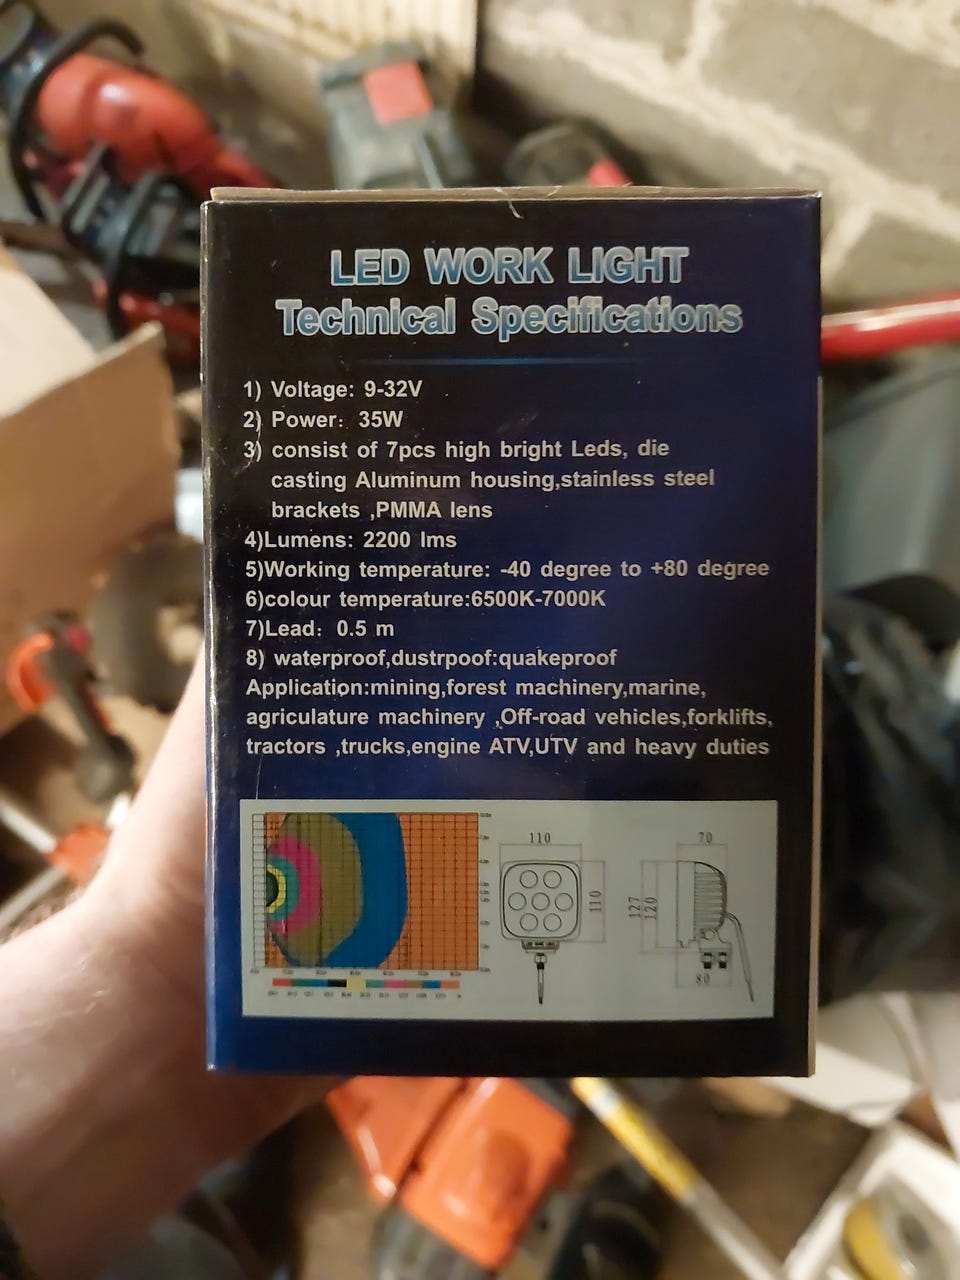 LED WORK LIGHT
Technical Specifications
1) Voltage: 9-32V
2) Power: 35W
3) consist of 7pcs high bright Leds, die
casting Aluminum housing,stainless steel
brackets ,PMMA lens
4)Lumens: 2200 lms
5)Working temperature: -40 degree to +80 degree
6)colour temperature:6500K-7000K
7)Lead: 0.5 m
8) waterproof,dustrpoof:quakeproof
Application:mining,forest machinery,marine,
agriculature machinery ,Off-road vehicles,forklifts,
tractors ,trucks,engine ATV,UTV and heavy duties
110
110
70
127
120
80